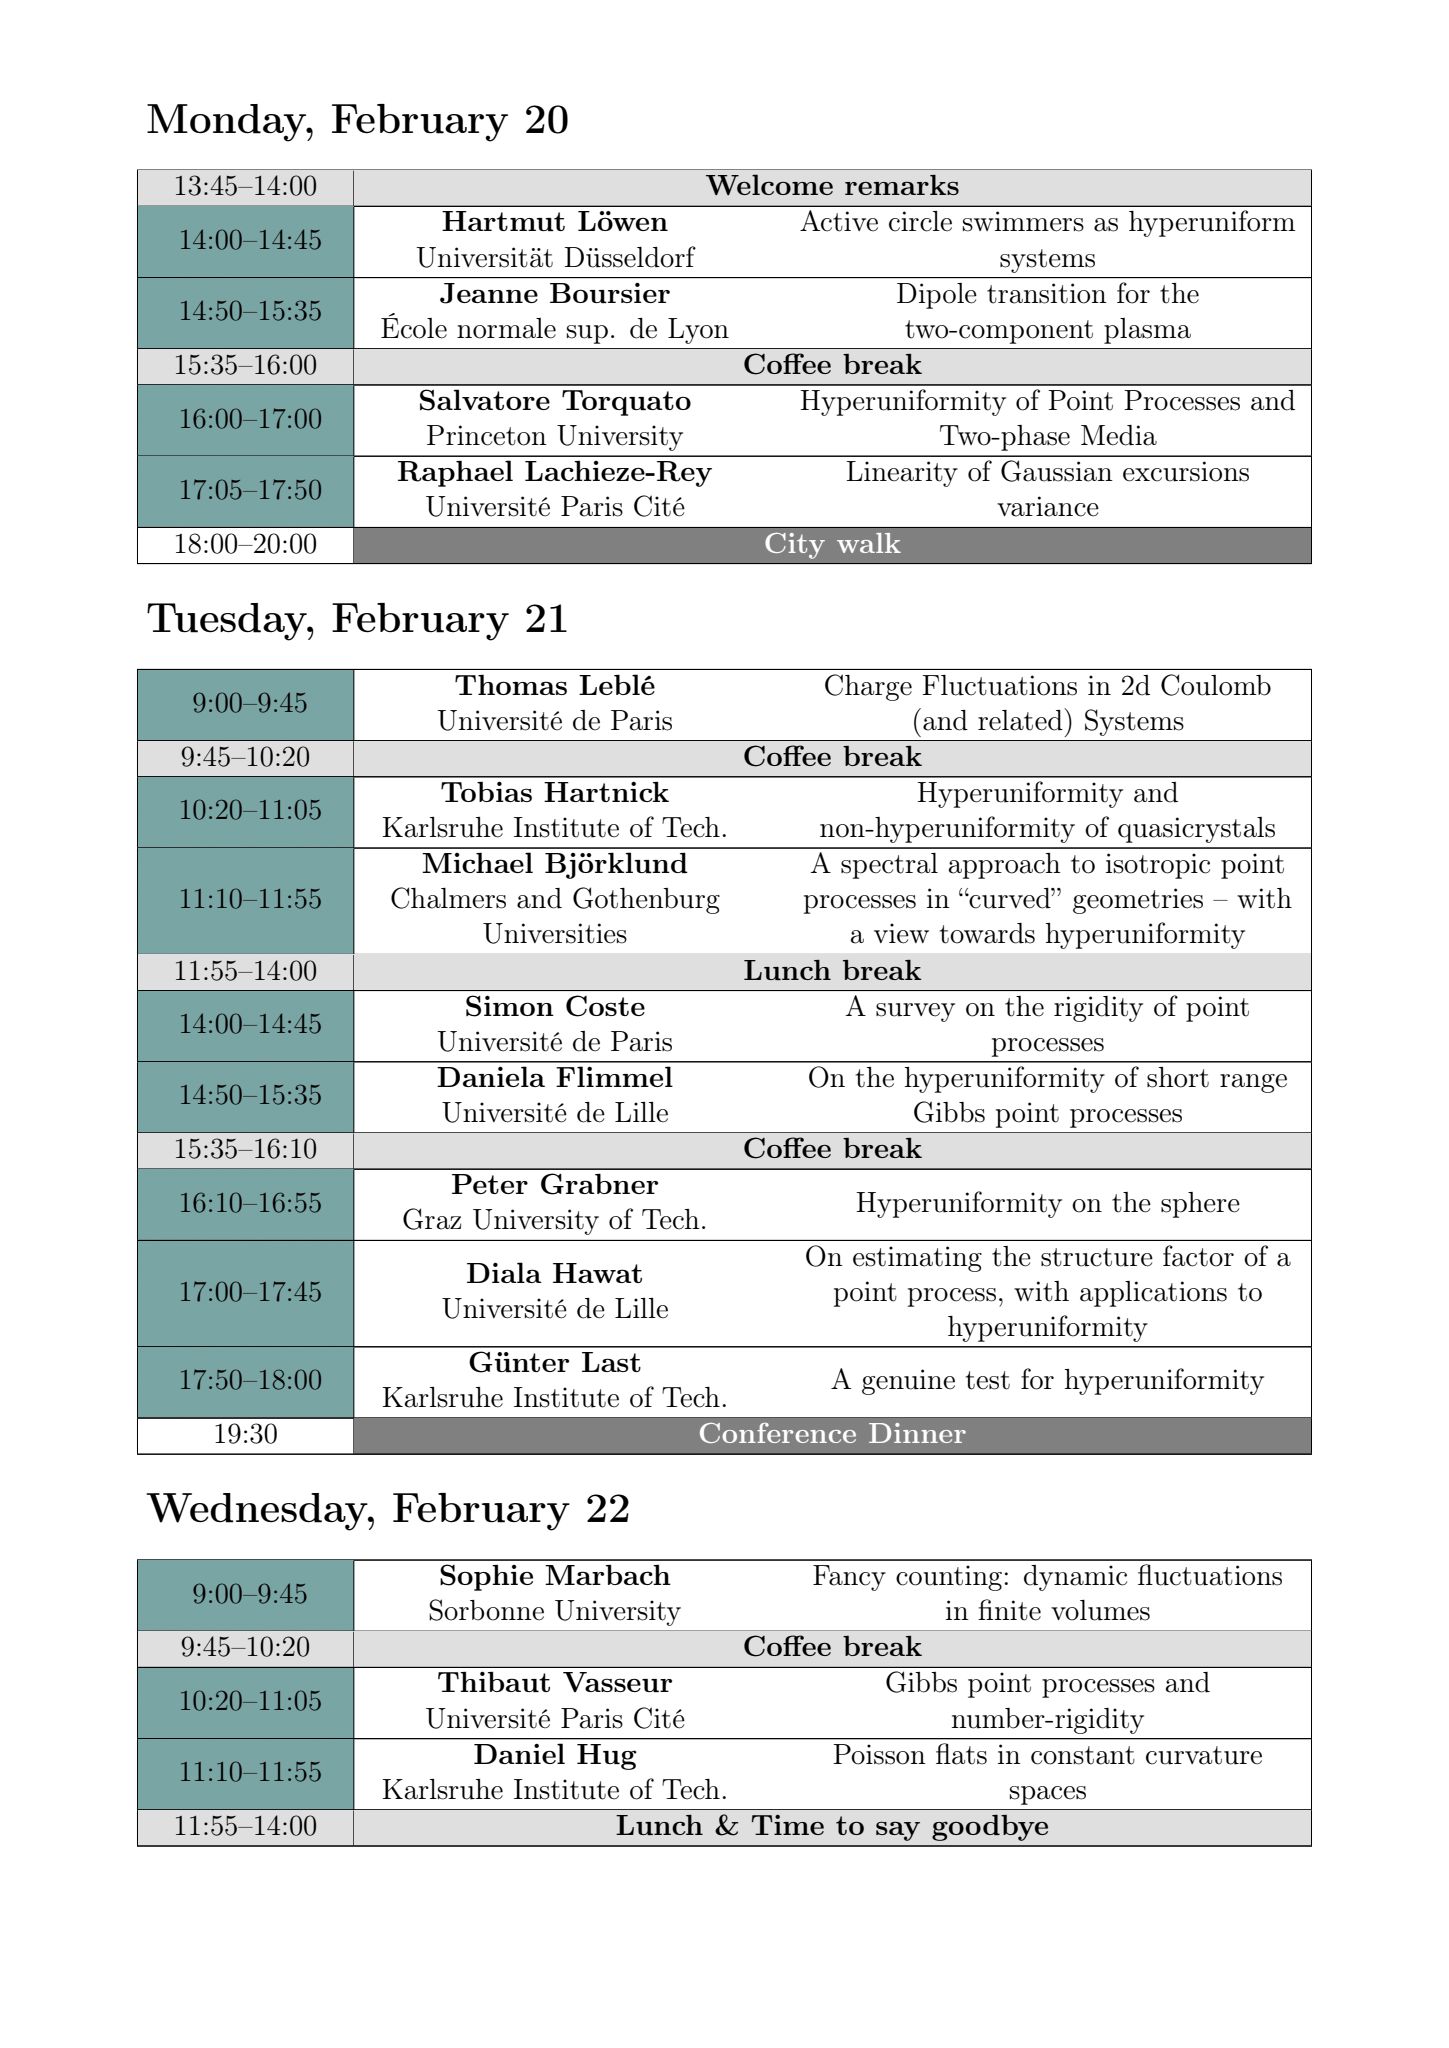 Monday, February 20
13:45–14:00 Welcome remarks
14:00–14:45
Hartmut Löwen
Universität Düsseldorf
Active circle swimmers as hyperuniform
systems
14:50–15:35
Jeanne Boursier
École normale sup. de Lyon
Dipole transition for the
two-component plasma
15:35–16:00 Coffee break
16:00–17:00
Salvatore Torquato
Princeton University
Hyperuniformity of Point Processes and
Two-phase Media
17:05–17:50
Raphael Lachieze-Rey
Université Paris Cité
Linearity of Gaussian excursions
variance
18:00–20:00 City walk
Tuesday, February 21
9:00–9:45
Thomas Leblé
Université de Paris
Charge Fluctuations in 2d Coulomb
(and related) Systems
9:45–10:20 Coffee break
10:20–11:05
Tobias Hartnick
Karlsruhe Institute of Tech.
Hyperuniformity and
non-hyperuniformity of quasicrystals
11:10–11:55
Michael Björklund
Chalmers and Gothenburg
Universities
A spectral approach to isotropic point
processes in “curved” geometries – with
a view towards hyperuniformity
11:55–14:00 Lunch break
14:00–14:45
Simon Coste
Université de Paris
A survey on the rigidity of point
processes
14:50–15:35
Daniela Flimmel
Université de Lille
On the hyperuniformity of short range
Gibbs point processes
15:35–16:10 Coffee break
16:10–16:55
Peter Grabner
Graz University of Tech.
Hyperuniformity on the sphere
17:00–17:45
Diala Hawat
Université de Lille
On estimating the structure factor of a
point process, with applications to
hyperuniformity
17:50–18:00
Günter Last
Karlsruhe Institute of Tech.
A genuine test for hyperuniformity
19:30 Conference Dinner
Wednesday, February 22
9:00–9:45
Sophie Marbach
Sorbonne University
Fancy counting: dynamic fluctuations
in finite volumes
9:45–10:20 Coffee break
10:20–11:05
Thibaut Vasseur
Université Paris Cité
Gibbs point processes and
number-rigidity
11:10–11:55
Daniel Hug
Karlsruhe Institute of Tech.
Poisson flats in constant curvature
spaces
11:55–14:00 Lunch & Time to say goodbye